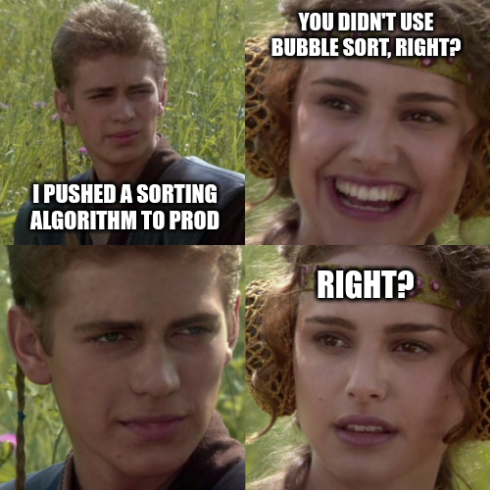 I PUSHED A SORTING
ALGORITHM TO PROD
YOU DIDN'T USE
BUBBLE SORT, RIGHT?
RIGHT?